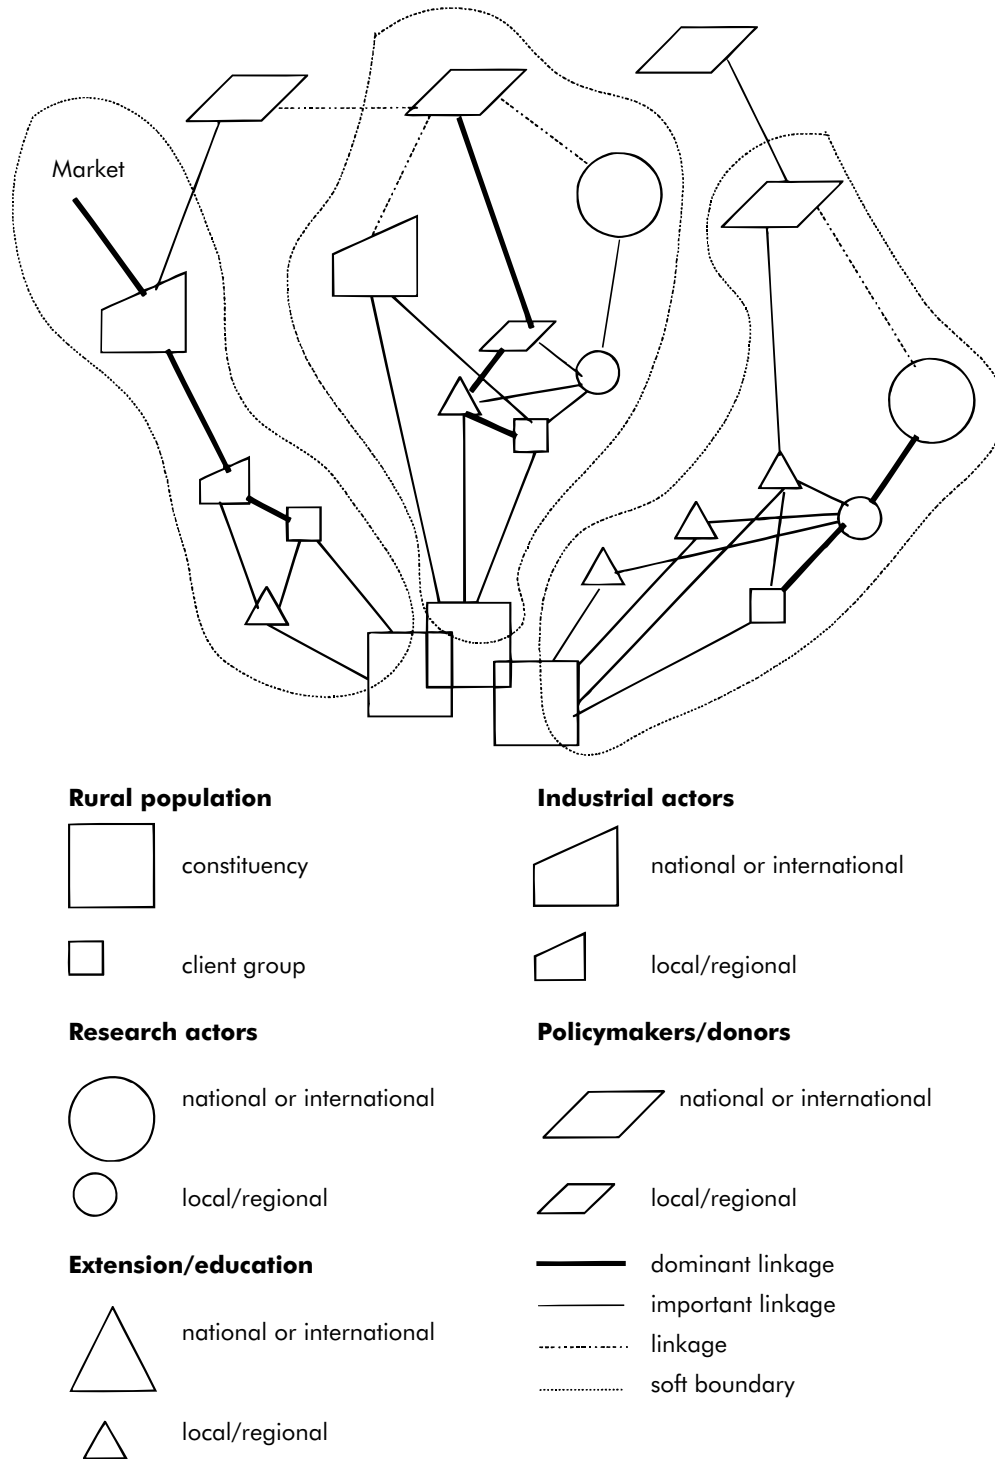 Market
Rural population
constituency
client group
Research actors
national or international
local/regional
Extension/education
national or international
local/regional
Industrial actors
national or international
local/regional
Policymakers/donors
national or international
local/regional
dominant linkage
important linkage
linkage
soft boundary